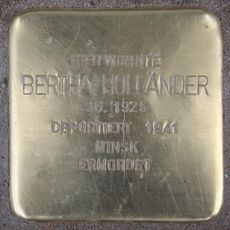 HIER WOHNTE
BERTHA HOLLÄNDER
JG. 1925
DEPORTIERT 1941
MINSK
ERMORDET